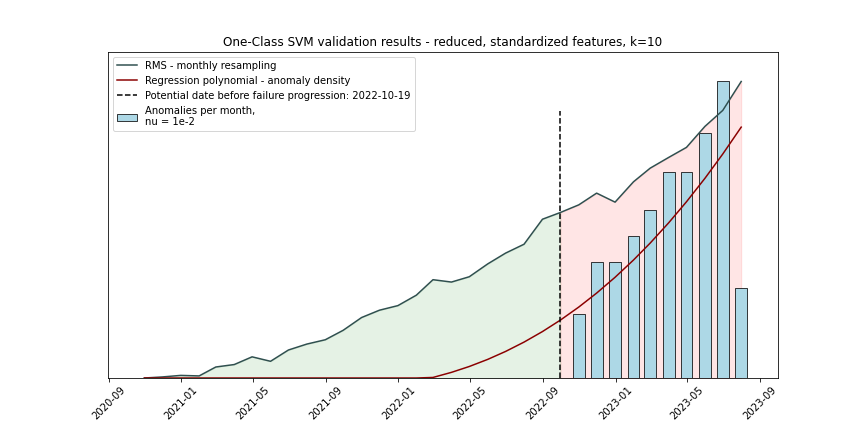 One-Class SVM validation results - reduced, standardized features, k=10
RMS - monthly resampling
Regression polynomial - anomaly density
Potential date before failure progression: 2022-10-19
Anomalies per month,
nu = 1e-2
2020-09
2021-01
2021-05
2021-09
2022-01
2022-05
2022-09
2023-01
2023-05
2023-09